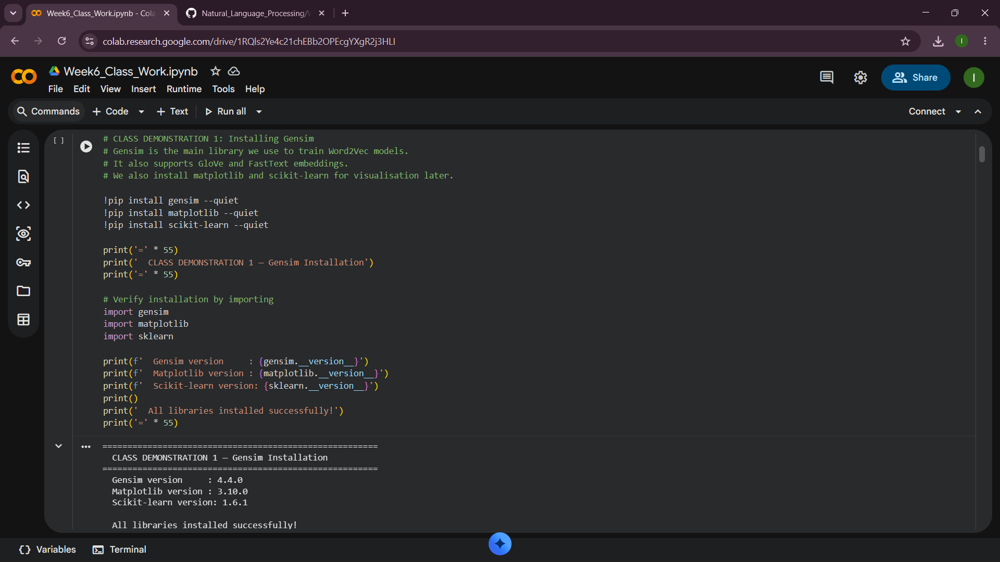 Week6_Class_Work.ipynb - Cola
Natural_Language_Processing/
colab.research.google.com/drive/1RQls2Ye4c21chEBb2OPEcgYXgR2j3HLI
Week6_Class_Work.ipynb
File Edit View Insert Runtime Tools Help
Share
I
I
Commands + Code + Text Run all
Connect
[ ]
# CLASS DEMONSTRATION 1: Installing Gensim
# Gensim is the main library we use to train Word2Vec models.
# It also supports GloVe and FastText embeddings.
# We also install matplotlib and scikit-learn for visualisation later.
!pip install gensim --quiet
!pip install matplotlib --quiet
!pip install scikit-learn --quiet
print('=' * 55)
print('  CLASS DEMONSTRATION 1 — Gensim Installation')
print('=' * 55)
# Verify installation by importing
import gensim
import matplotlib
import sklearn
print(f'  Gensim version     : {gensim.__version__}')
print(f'  Matplotlib version : {matplotlib.__version__}')
print(f'  Scikit-learn version: {sklearn.__version__}')
print()
print('  All libraries installed successfully!')
print('=' * 55)
=======================================================
CLASS DEMONSTRATION 1 — Gensim Installation
=======================================================
Gensim version     : 4.4.0
Matplotlib version : 3.10.0
Scikit-learn version: 1.6.1
All libraries installed successfully!
Variables Terminal